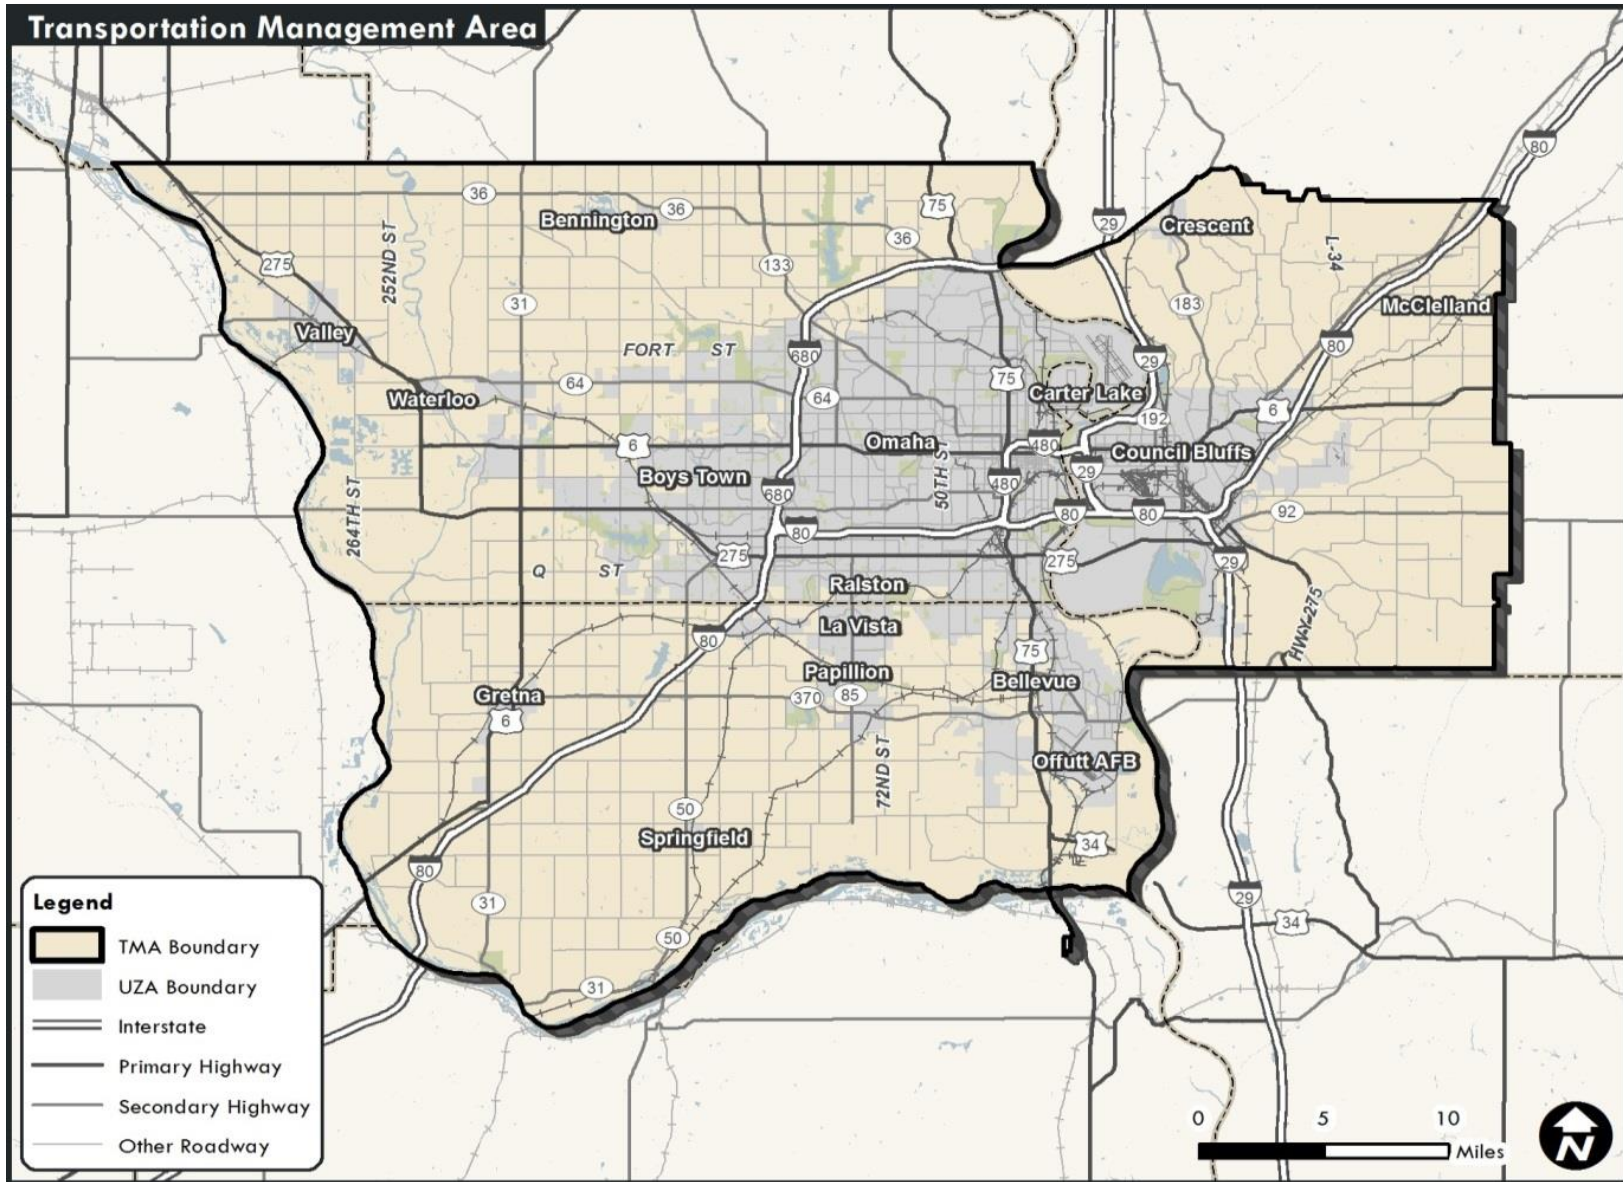 Transportation Management Area
80
36
36
75
Bennington
29
Crescent
36
252ND ST
L-34
275
133
31
183
McClelland
Valley
FORT ST
680
29
80
75
64
Carter Lake
Waterloo
64
6
192
Omaha
480
6
Council Bluffs
Boys Town
50TH ST
29
480
680
264TH ST
80
80
92
80
275
275
29
Q ST
Ralston
HWY-275
La Vista
80
75
Papillion
Bellevue
Gretna
370
85
6
72ND ST
Offutt AFB
50
Springfield
34
80
29
31
34
50
31
Legend
TMA Boundary
UZA Boundary
Interstate
Primary Highway
Secondary Highway
Other Roadway
0 5 10
Miles
N